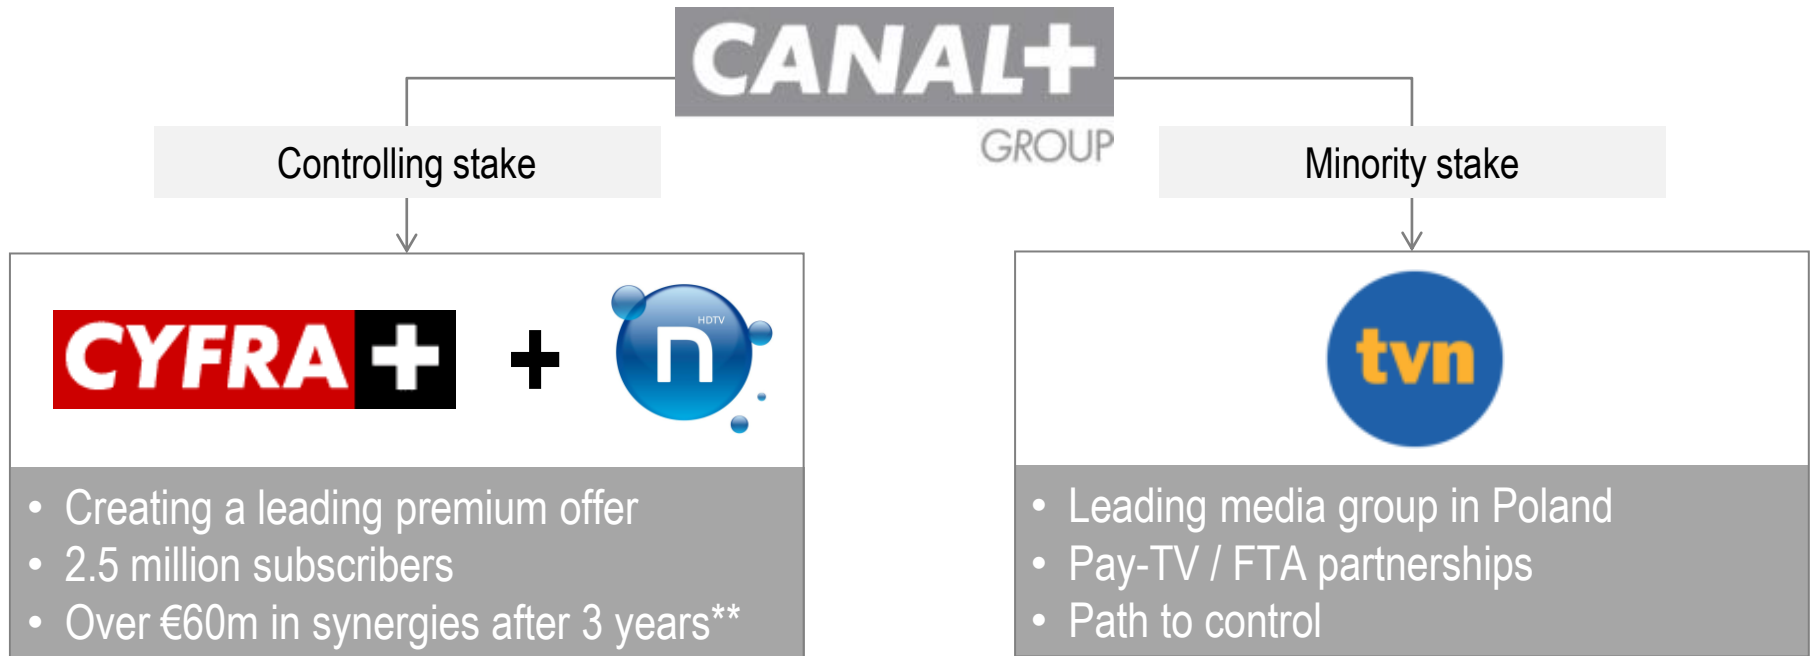 CANAL+
GROUP
Controlling stake
Minority stake
CYFRA+
+
n
HDTV
• Creating a leading premium offer
• 2.5 million subscribers
• Over €60m in synergies after 3 years**
tvn
• Leading media group in Poland
• Pay-TV / FTA partnerships
• Path to control